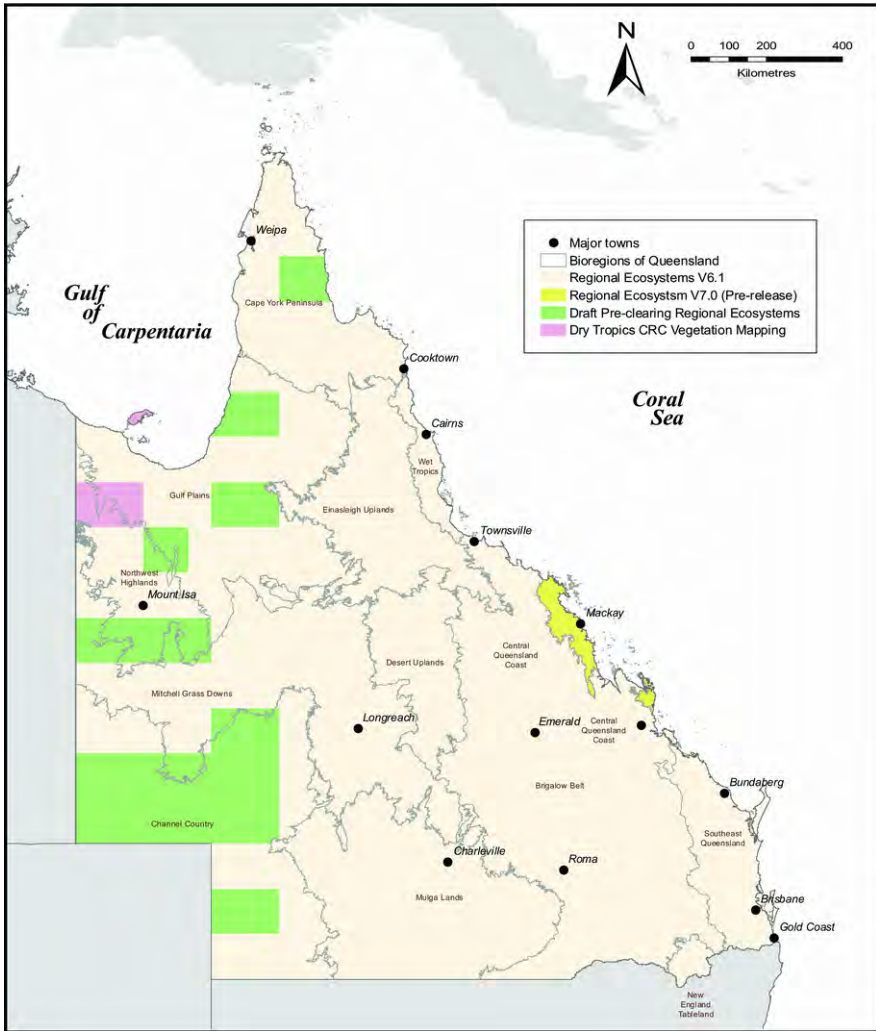 N
0 100 200 400
Kilometres
Major towns
Bioregions of Queensland
Regional Ecosystems V6.1
Regional Ecosystsm V7.0 (Pre-release)
Draft Pre-clearing Regional Ecosystems
Dry Tropics CRC Vegetation Mapping
Weipa
Gulf
of
Carpentaria
Cape York Peninsula
Cooktown
Coral
Sea
Cairns
Wet
Tropics
Gulf Plains
Einasleigh Uplands
Townsville
Northwest
Highlands
Mount Isa
Mackay
Central
Queensland
Coast
Desert Uplands
Mitchell Grass Downs
Longreach
Emerald
Central
Queensland
Coast
Brigalow Belt
Bundaberg
Channel Country
Southeast
Queensland
Charleville
Roma
Mulga Lands
Brisbane
Gold Coast
New
England
Tableland